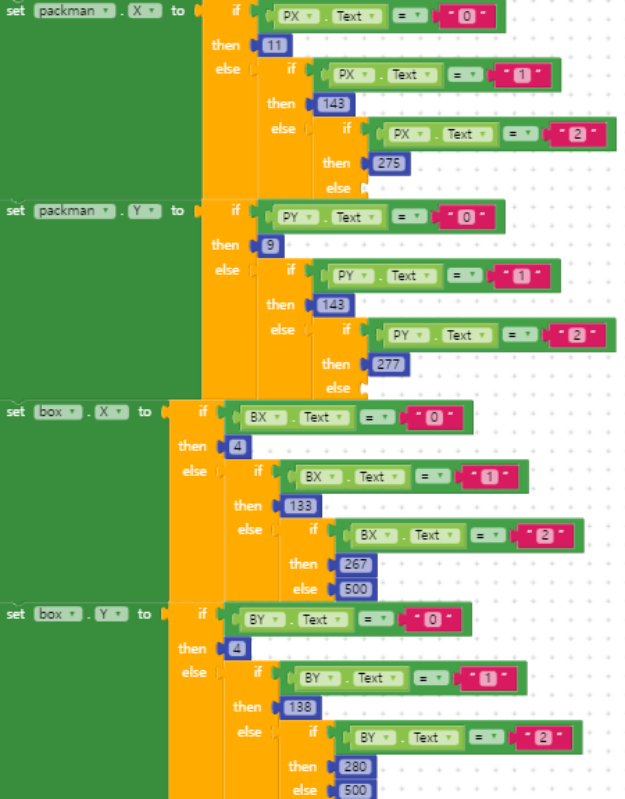 set packman . X to if PX . Text = " 0 "
then 11
else if PX . Text = " 1 "
then 143
else if PX . Text = " 2 "
then 275
else
set packman . Y to if PY . Text = " 0 "
then 9
else if PY . Text = " 1 "
then 143
else if PY . Text = " 2 "
then 277
else
set box . X to if BX . Text = " 0 "
then 4
else if BX . Text = " 1 "
then 133
else if BX . Text = " 2 "
then 267
else 500
set box . Y to if BY . Text = " 0 "
then 4
else if BY . Text = " 1 "
then 138
else if BY . Text = " 2 "
then 280
else 500